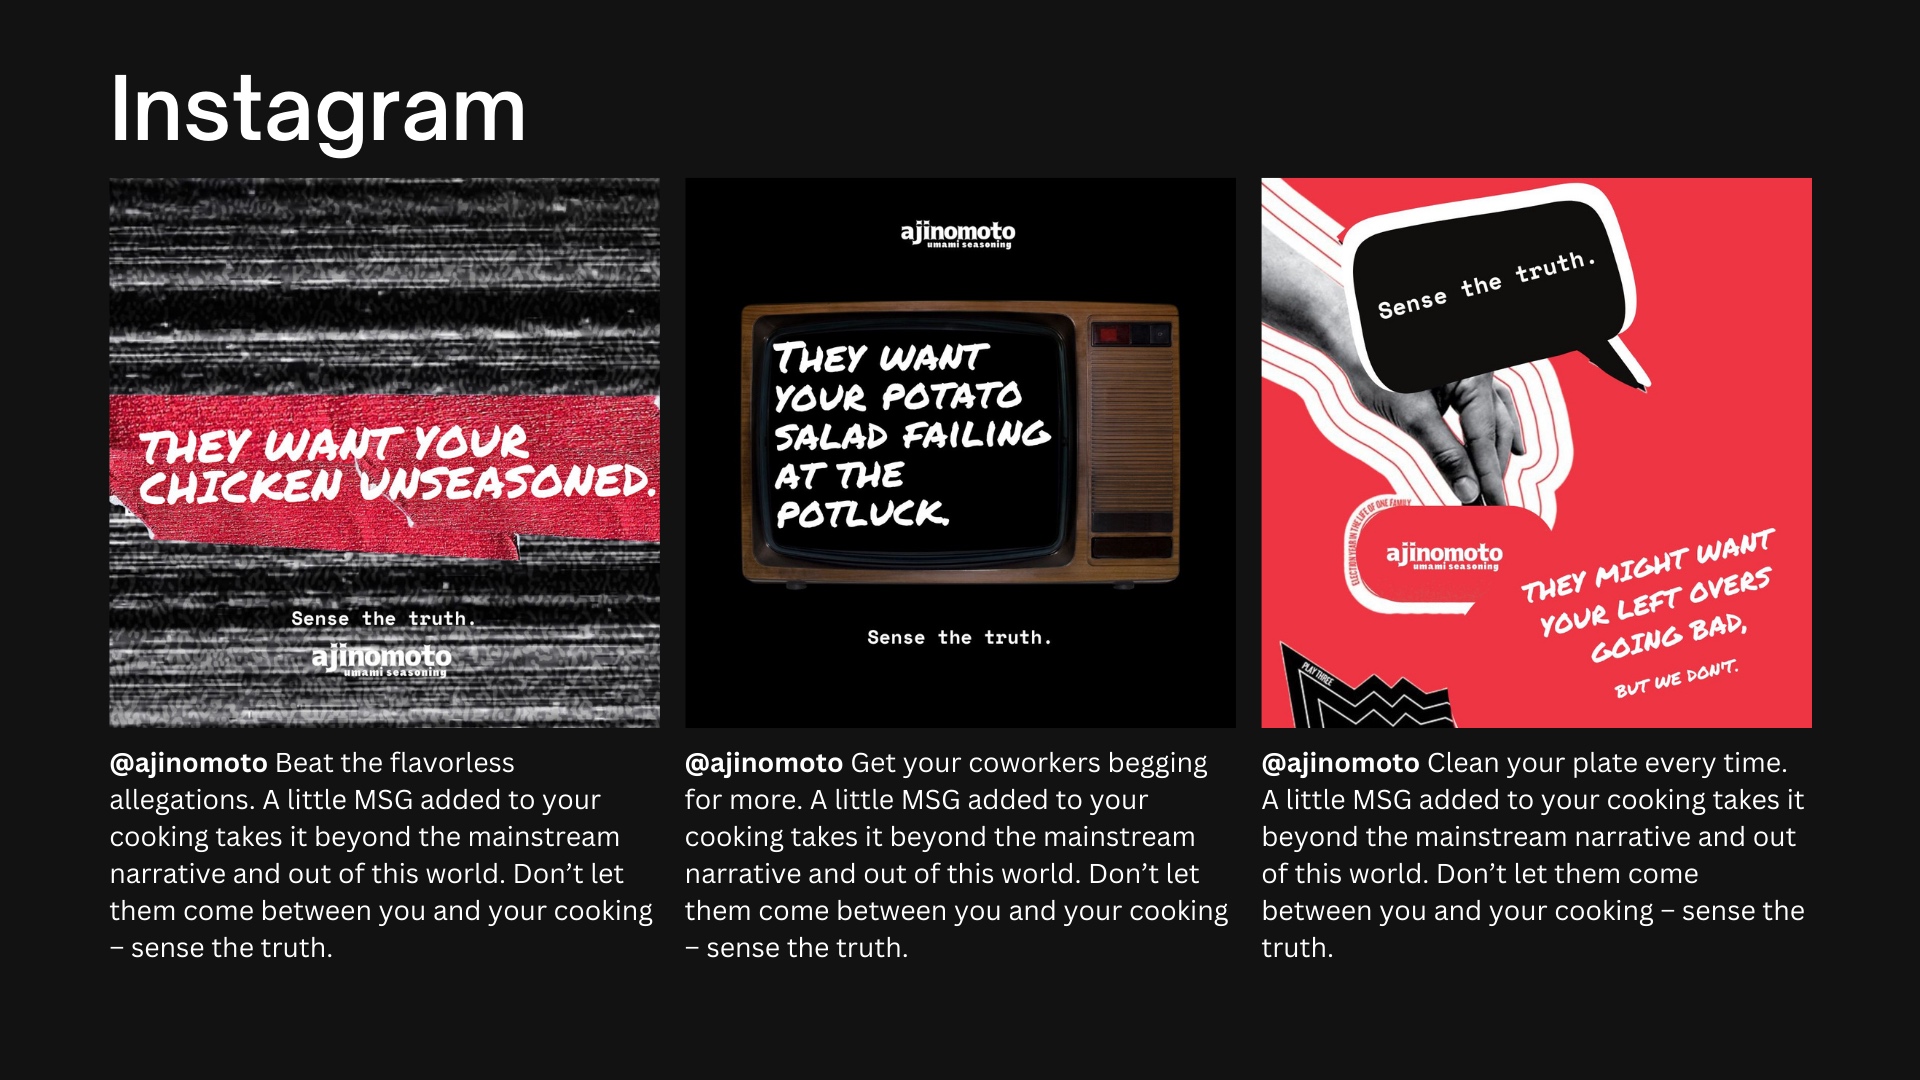 Instagram
THEY WANT YOUR
CHICKEN UNSEASONED.
Sense the truth.
ajinomoto
umami seasoning
@ajinomoto Beat the flavorless
allegations. A little MSG added to your
cooking takes it beyond the mainstream
narrative and out of this world. Don’t let
them come between you and your cooking
– sense the truth.
ajinomoto
umami seasoning
THEY WANT
YOUR POTATO
SALAD FAILING
AT THE
POTLUCK.
Sense the truth.
@ajinomoto Get your coworkers begging
for more. A little MSG added to your
cooking takes it beyond the mainstream
narrative and out of this world. Don’t let
them come between you and your cooking
– sense the truth.
Sense the truth.
ELECTION YEAR IN THE LIFE OF ONE FAMILY
ajinomoto
umami seasoning
THEY MIGHT WANT
YOUR LEFT OVERS
GOING BAD,
BUT WE DON'T.
PLAY THREE
@ajinomoto Clean your plate every time.
A little MSG added to your cooking takes it
beyond the mainstream narrative and out
of this world. Don’t let them come
between you and your cooking – sense the
truth.